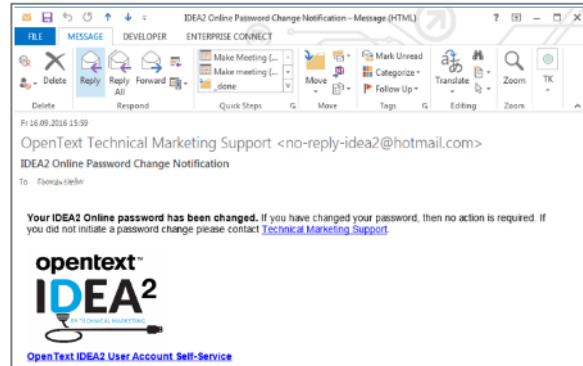 IDEA2 Online Password Change Notification - Message (HTML)
FILE MESSAGE DEVELOPER ENTERPRISE CONNECT
Delete Reply Reply All Forward
Make Meeting (...
Make meeting (...
_done
Move
Mark Unread
Categorize
Follow Up
Translate
Zoom
TK
Delete Respond Quick Steps Move Tags Editing Zoom
Fr 16.09.2016 15:59
OpenText Technical Marketing Support <no-reply-idea2@hotmail.com>
IDEA2 Online Password Change Notification
To
Your IDEA2 Online password has been changed. If you have changed your password, then no action is required. If
you did not initiate a password change please contact Technical Marketing Support.
opentext™
IDEA2
BY TECHNICAL MARKETING
OpenText IDEA2 User Account Self-Service